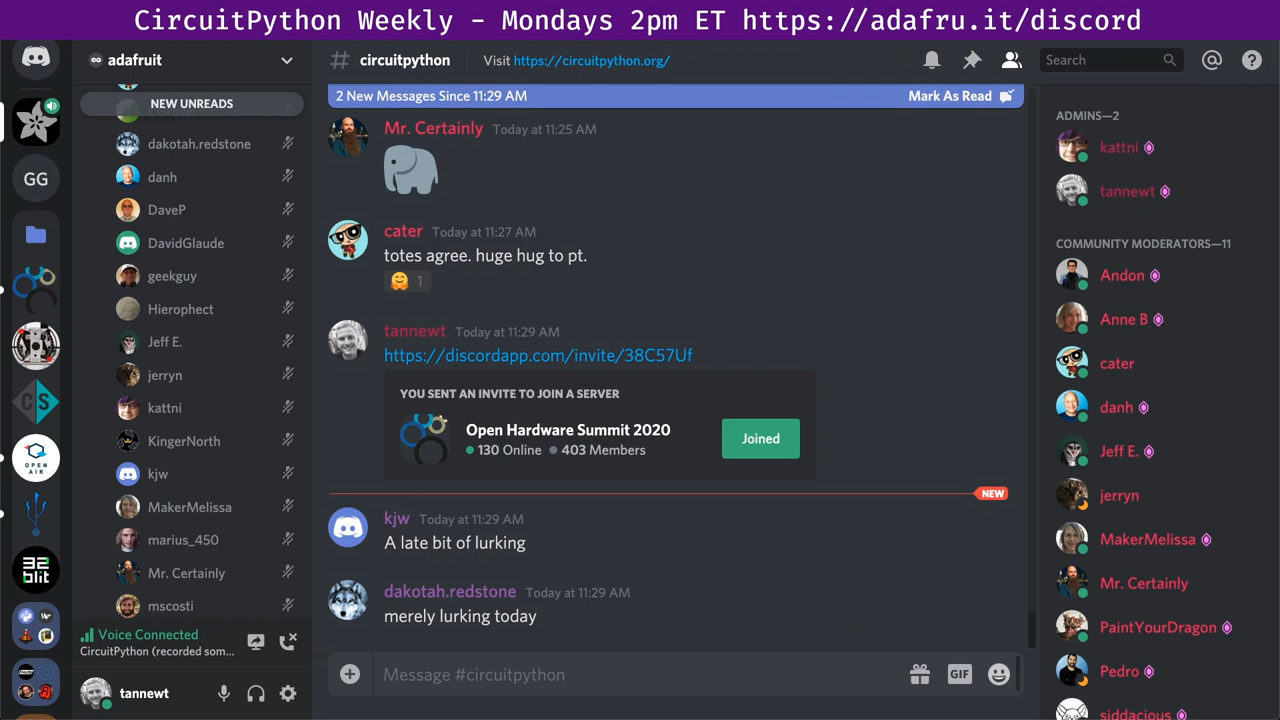 CircuitPython Weekly - Mondays 2pm ET https://adafru.it/discord
adafruit
NEW UNREADS
dakotah.redstone
danh
DaveP
DavidGlaude
geekguy
Hierophect
Jeff E.
jerryn
kattni
KingerNorth
kjw
MakerMelissa
marius_450
Mr. Certainly
mscosti
Voice Connected
CircuitPython (recorded som...
tannewt
GG
CS
OPEN
AIR
32
blit
# circuitpython
Visit https://circuitpython.org/
Search
2 New Messages Since 11:29 AM
Mark As Read
Mr. Certainly Today at 11:25 AM
cater Today at 11:27 AM
totes agree. huge hug to pt.
1
tannewt Today at 11:29 AM
https://discordapp.com/invite/38C57Uf
YOU SENT AN INVITE TO JOIN A SERVER
Open Hardware Summit 2020
130 Online 403 Members
Joined
NEW
kjw Today at 11:29 AM
A late bit of lurking
dakotah.redstone Today at 11:29 AM
merely lurking today
Message #circuitpython
GIF
ADMINS—2
kattni
tannewt
COMMUNITY MODERATORS—11
Andon
Anne B
cater
danh
Jeff E.
jerryn
MakerMelissa
Mr. Certainly
PaintYourDragon
Pedro
siddacious